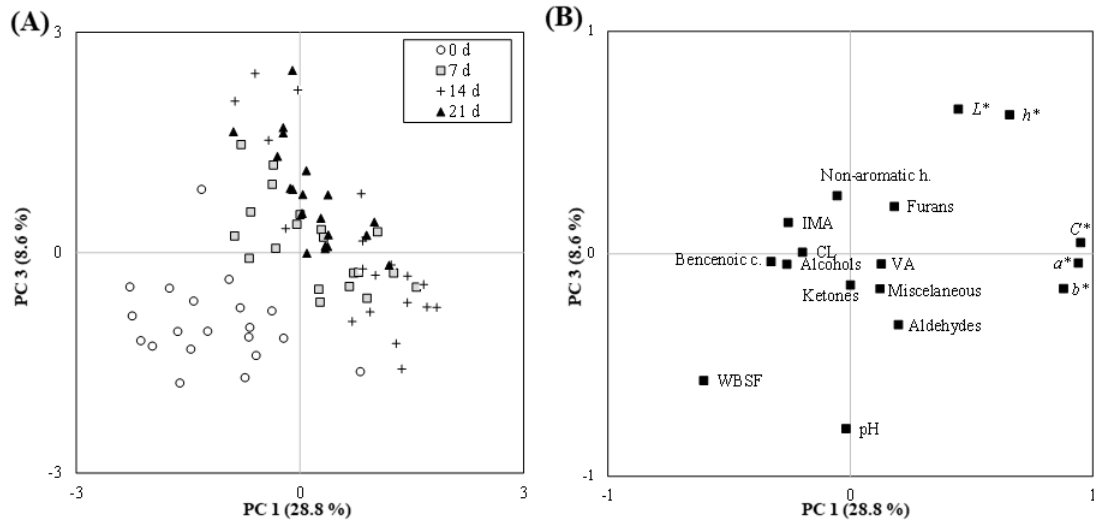 (A)
3
0 d
7 d
14 d
21 d
PC 3 (8.6 %)
0
-3
-3
0
3
PC 1 (28.8 %)
(B)
1
L*
h*
Non-aromatic h.
Furans
IMA
C*
PC 3 (8.6 %)
0
CL
Bencenoic c.
Alcohols
VA
a*
Ketones
Miscelaneous
b*
Aldehydes
WBSF
pH
-1
-1
0
1
PC 1 (28.8 %)